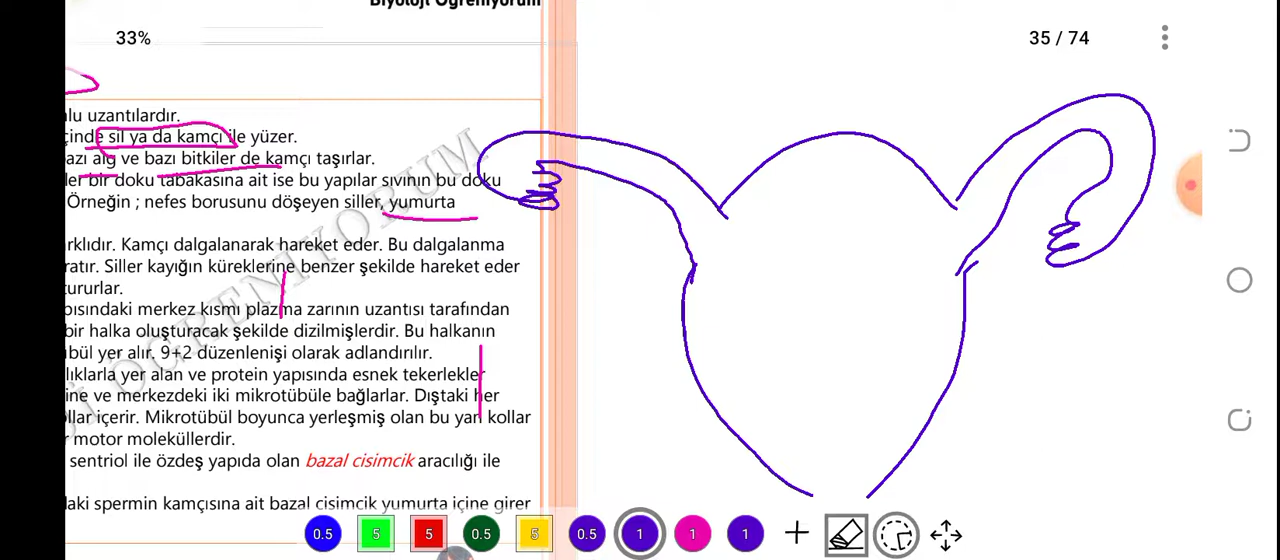 Biyoloji Öğreniyorum
33%
35 / 74
lu uzantılardır.
çinde sil ya da kamçı ile yüzer.
bazı alg ve bazı bitkiler de kamçı taşırlar.
ler bir doku tabakasına ait ise bu yapılar sıvının bu doku
Örneğin ; nefes borusunu döşeyen siller, yumurta
arklıdır. Kamçı dalgalanarak hareket eder. Bu dalgalanma
ratır. Siller kayığın küreklerine benzer şekilde hareket eder
tururlar.
pısındaki merkez kısmı plazma zarının uzantısı tarafından
bir halka oluşturacak şekilde dizilmişlerdir. Bu halkanın
übül yer alır. 9+2 düzenlenişi olarak adlandırılır.
lıklarla yer alan ve protein yapısında esnek tekerlekler
ine ve merkezdeki iki mikrotübüle bağlarlar. Dıştaki her
ollar içerir. Mikrotübül boyunca yerleşmiş olan bu yan kollar
r motor moleküllerdir.
sentriol ile özdeş yapıda olan bazal cisimcik aracılığı ile
daki spermin kamçısına ait bazal cisimcik yumurta içine girer
0.5 5 5 0.5 5 0.5 1 1 1